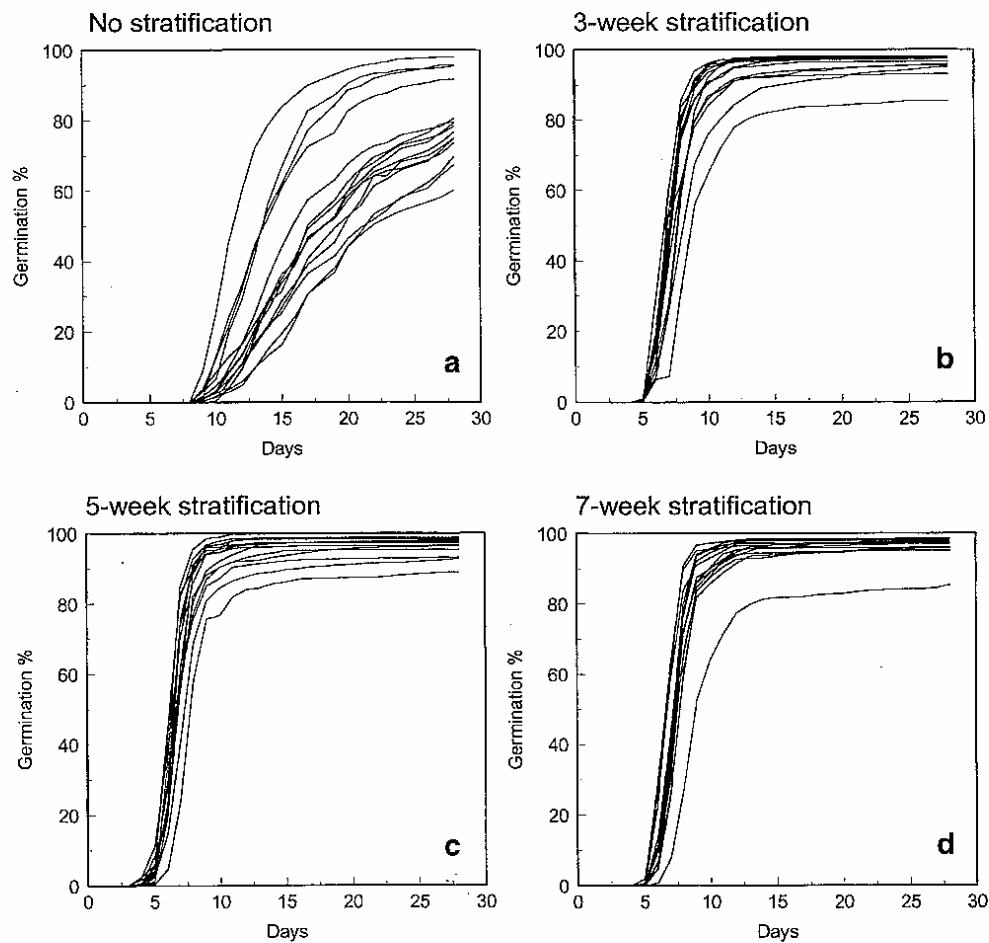 No stratification
100
80
60
40
20
0
Germination %
a
0 5 10 15 20 25 30
Days
3-week stratification
100
80
60
40
20
0
Germination %
b
0 5 10 15 20 25 30
Days
5-week stratification
100
80
60
40
20
0
Germination %
c
0 5 10 15 20 25 30
Days
7-week stratification
100
80
60
40
20
0
Germination %
d
0 5 10 15 20 25 30
Days